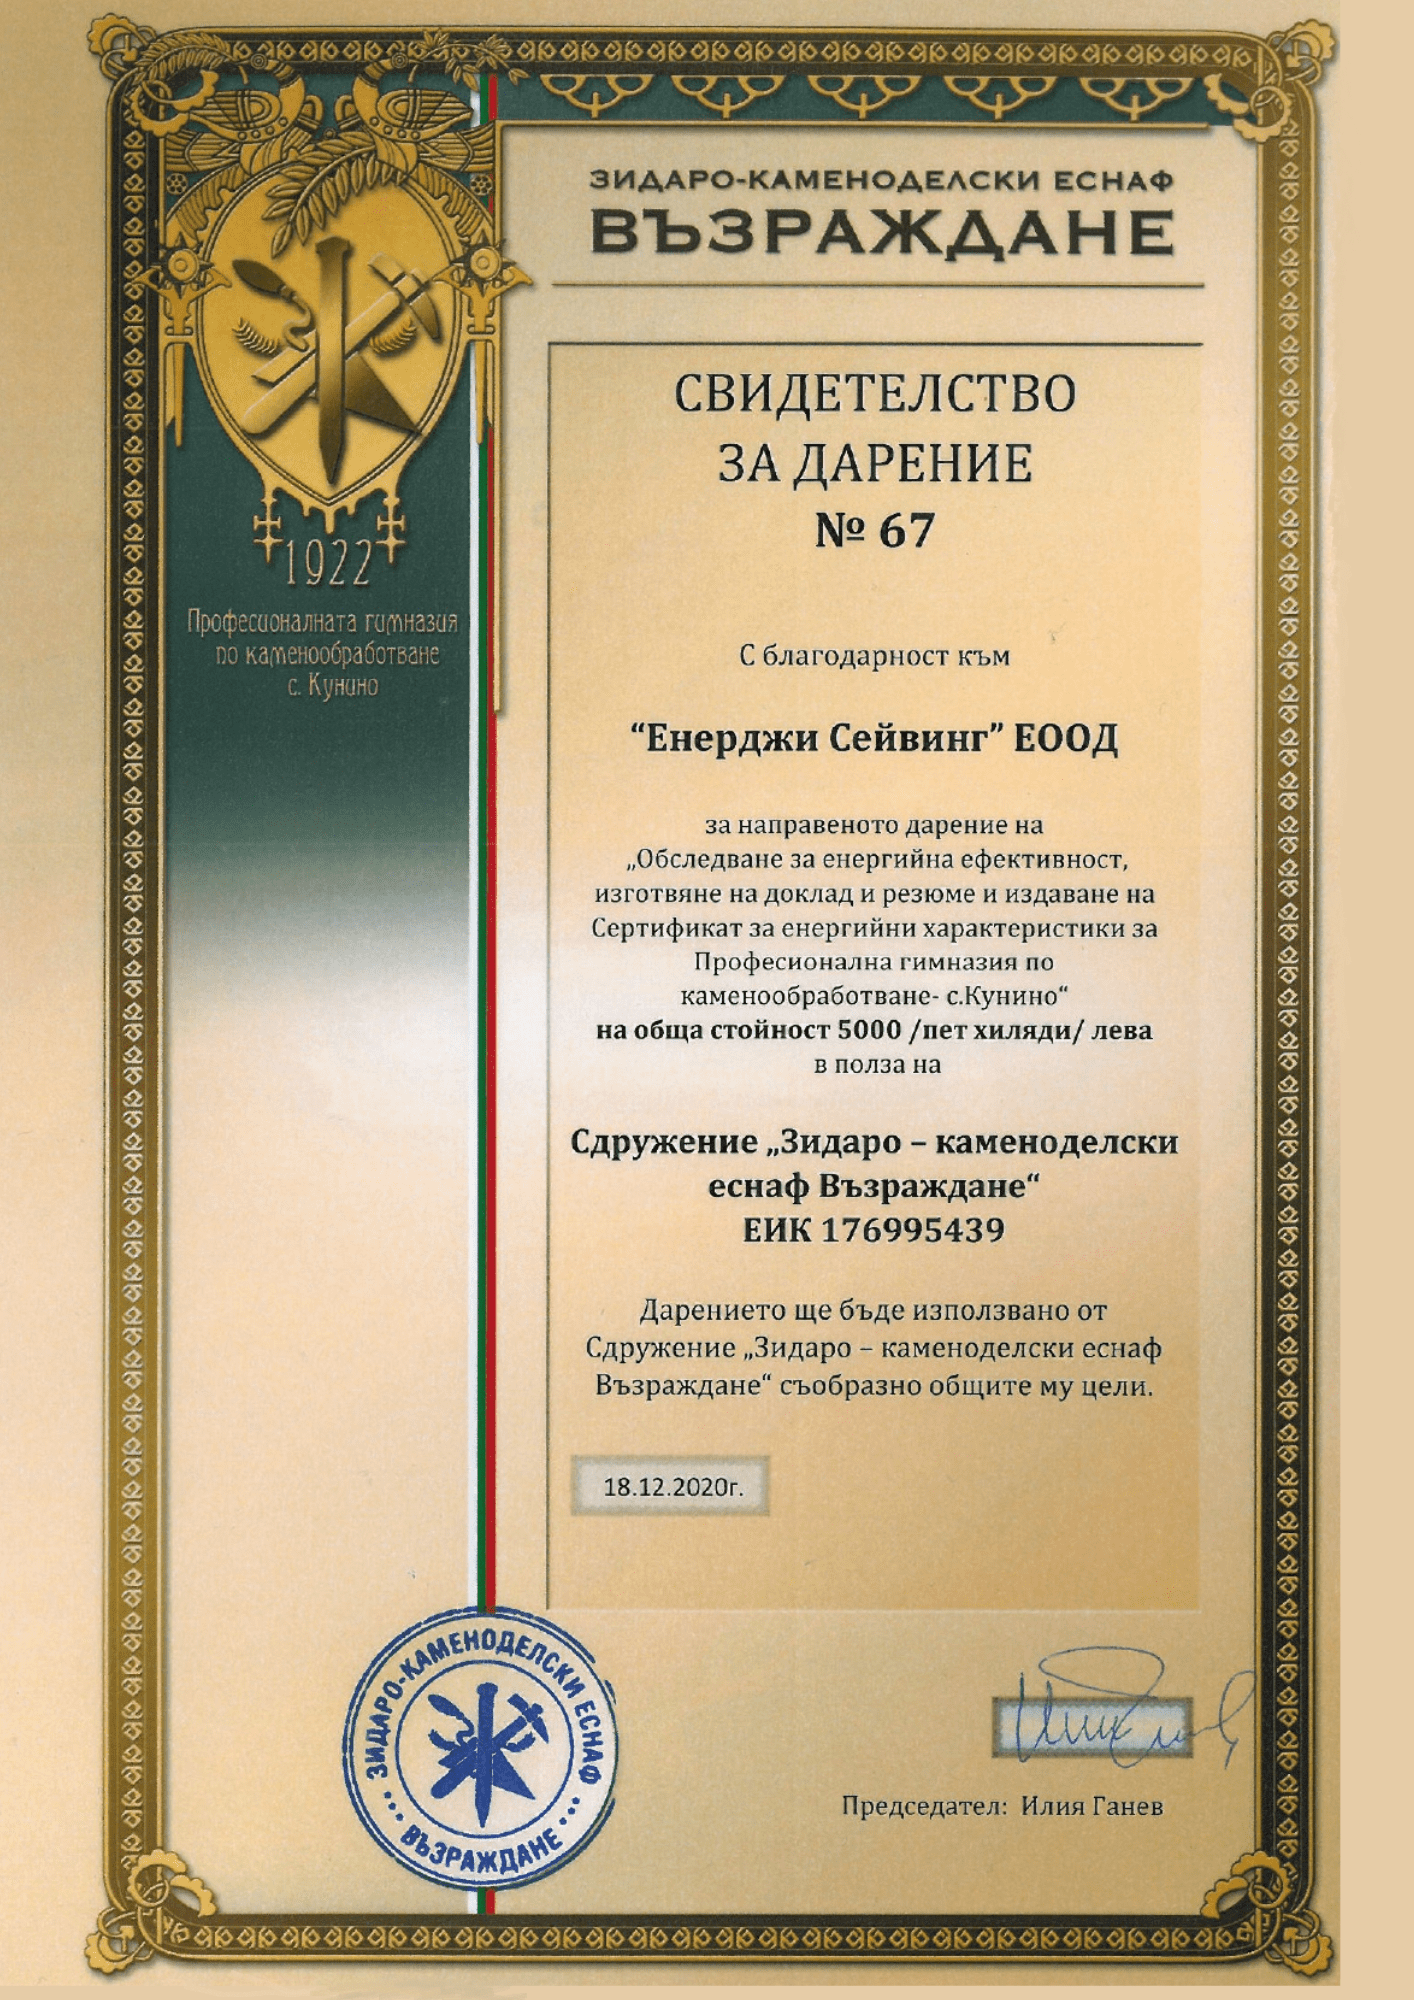 ЗИДАРО-КАМЕНОДЕЛСКИ ЕСНАФ
ВЪЗРАЖДАНЕ
1922
Професионалната гимназия
по каменообработване
с. Кунино
СВИДЕТЕЛСТВО
ЗА ДАРЕНИЕ
№ 67
С благодарност към
“Енерджи Сейвинг” ЕООД
за направеното дарение на
„Обследване за енергийна ефективност,
изготвяне на доклад и резюме и издаване на
Сертификат за енергийни характеристики за
Професионална гимназия по
каменообработване- с.Кунино“
на обща стойност 5000 /пет хиляди/ лева
в полза на
Сдружение „Зидаро – каменоделски
еснаф Възраждане“
ЕИК 176995439
Дарението ще бъде използвано от
Сдружение „Зидаро – каменоделски еснаф
Възраждане“ съобразно общите му цели.
18.12.2020г.
ЗИДАРО-КАМЕНОДЕЛСКИ ЕСНАФ
ВЪЗРАЖДАНЕ
Председател: Илия Ганев